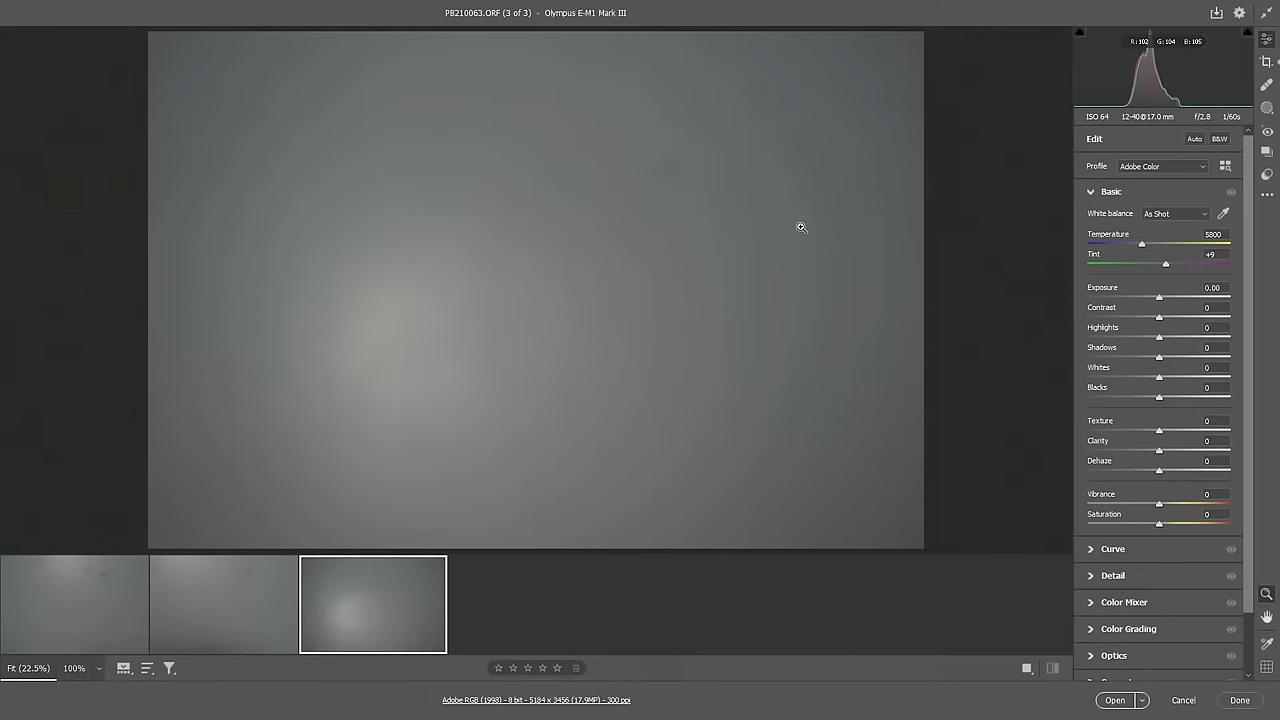 PB210063.ORF (3 of 3) - Olympus E-M1 Mark III
R: 102 G: 104 B: 105
ISO 64 12-40@17.0 mm f/2.8 1/60s
Edit Auto B&W
Profile Adobe Color
Basic
White balance As Shot
Temperature 5800
Tint +9
Exposure 0.00
Contrast 0
Highlights 0
Shadows 0
Whites 0
Blacks 0
Texture 0
Clarity 0
Dehaze 0
Vibrance 0
Saturation 0
Curve
Detail
Color Mixer
Color Grading
Optics
Fit (22.5%) 100%
Adobe RGB (1998) - 8 bit - 5184 x 3456 (17.9MP) - 300 ppi
Open Cancel Done